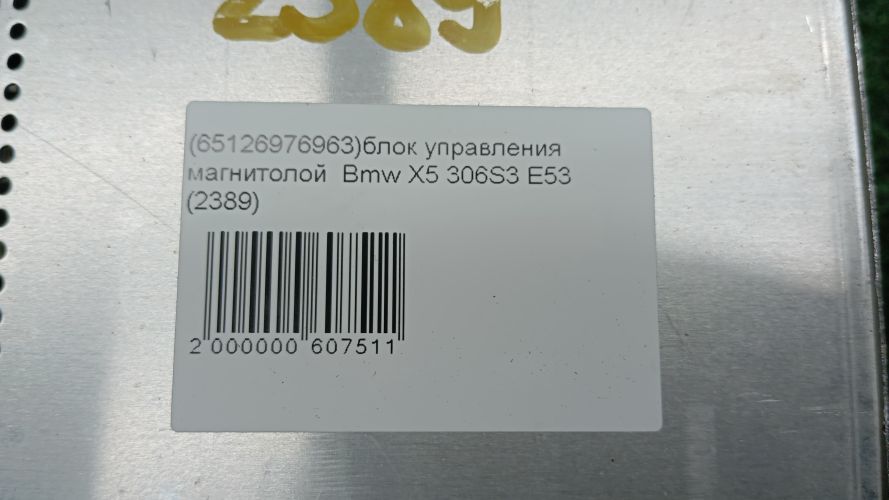 2389
(65126976963)блок управления
магнитолой Bmw X5 306S3 E53
(2389)
2 000000 607511